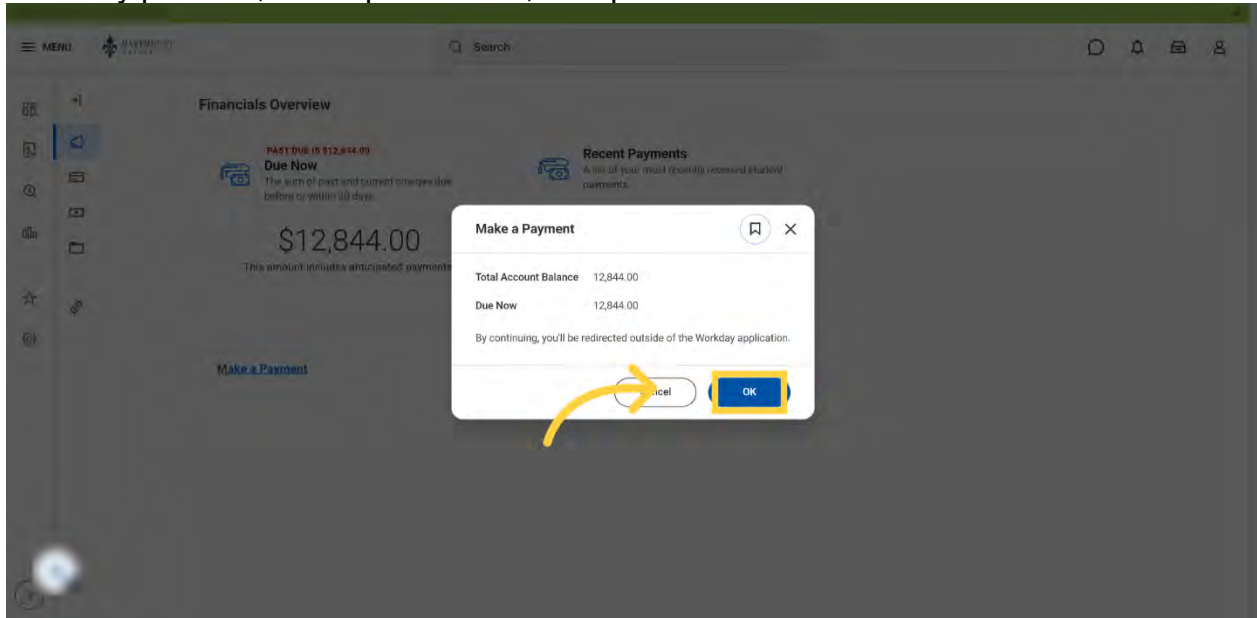 MENU
Search
Financials Overview
PAST DUE IS $12,844.00
Due Now
The sum of past and current charges due
before or within 30 days.
$12,844.00
This amount includes anticipated payments
Recent Payments
A list of your most recently received student
payments.
Make a Payment
Total Account Balance 12,844.00
Due Now 12,844.00
By continuing, you'll be redirected outside of the Workday application.
cel
OK
Make a Payment